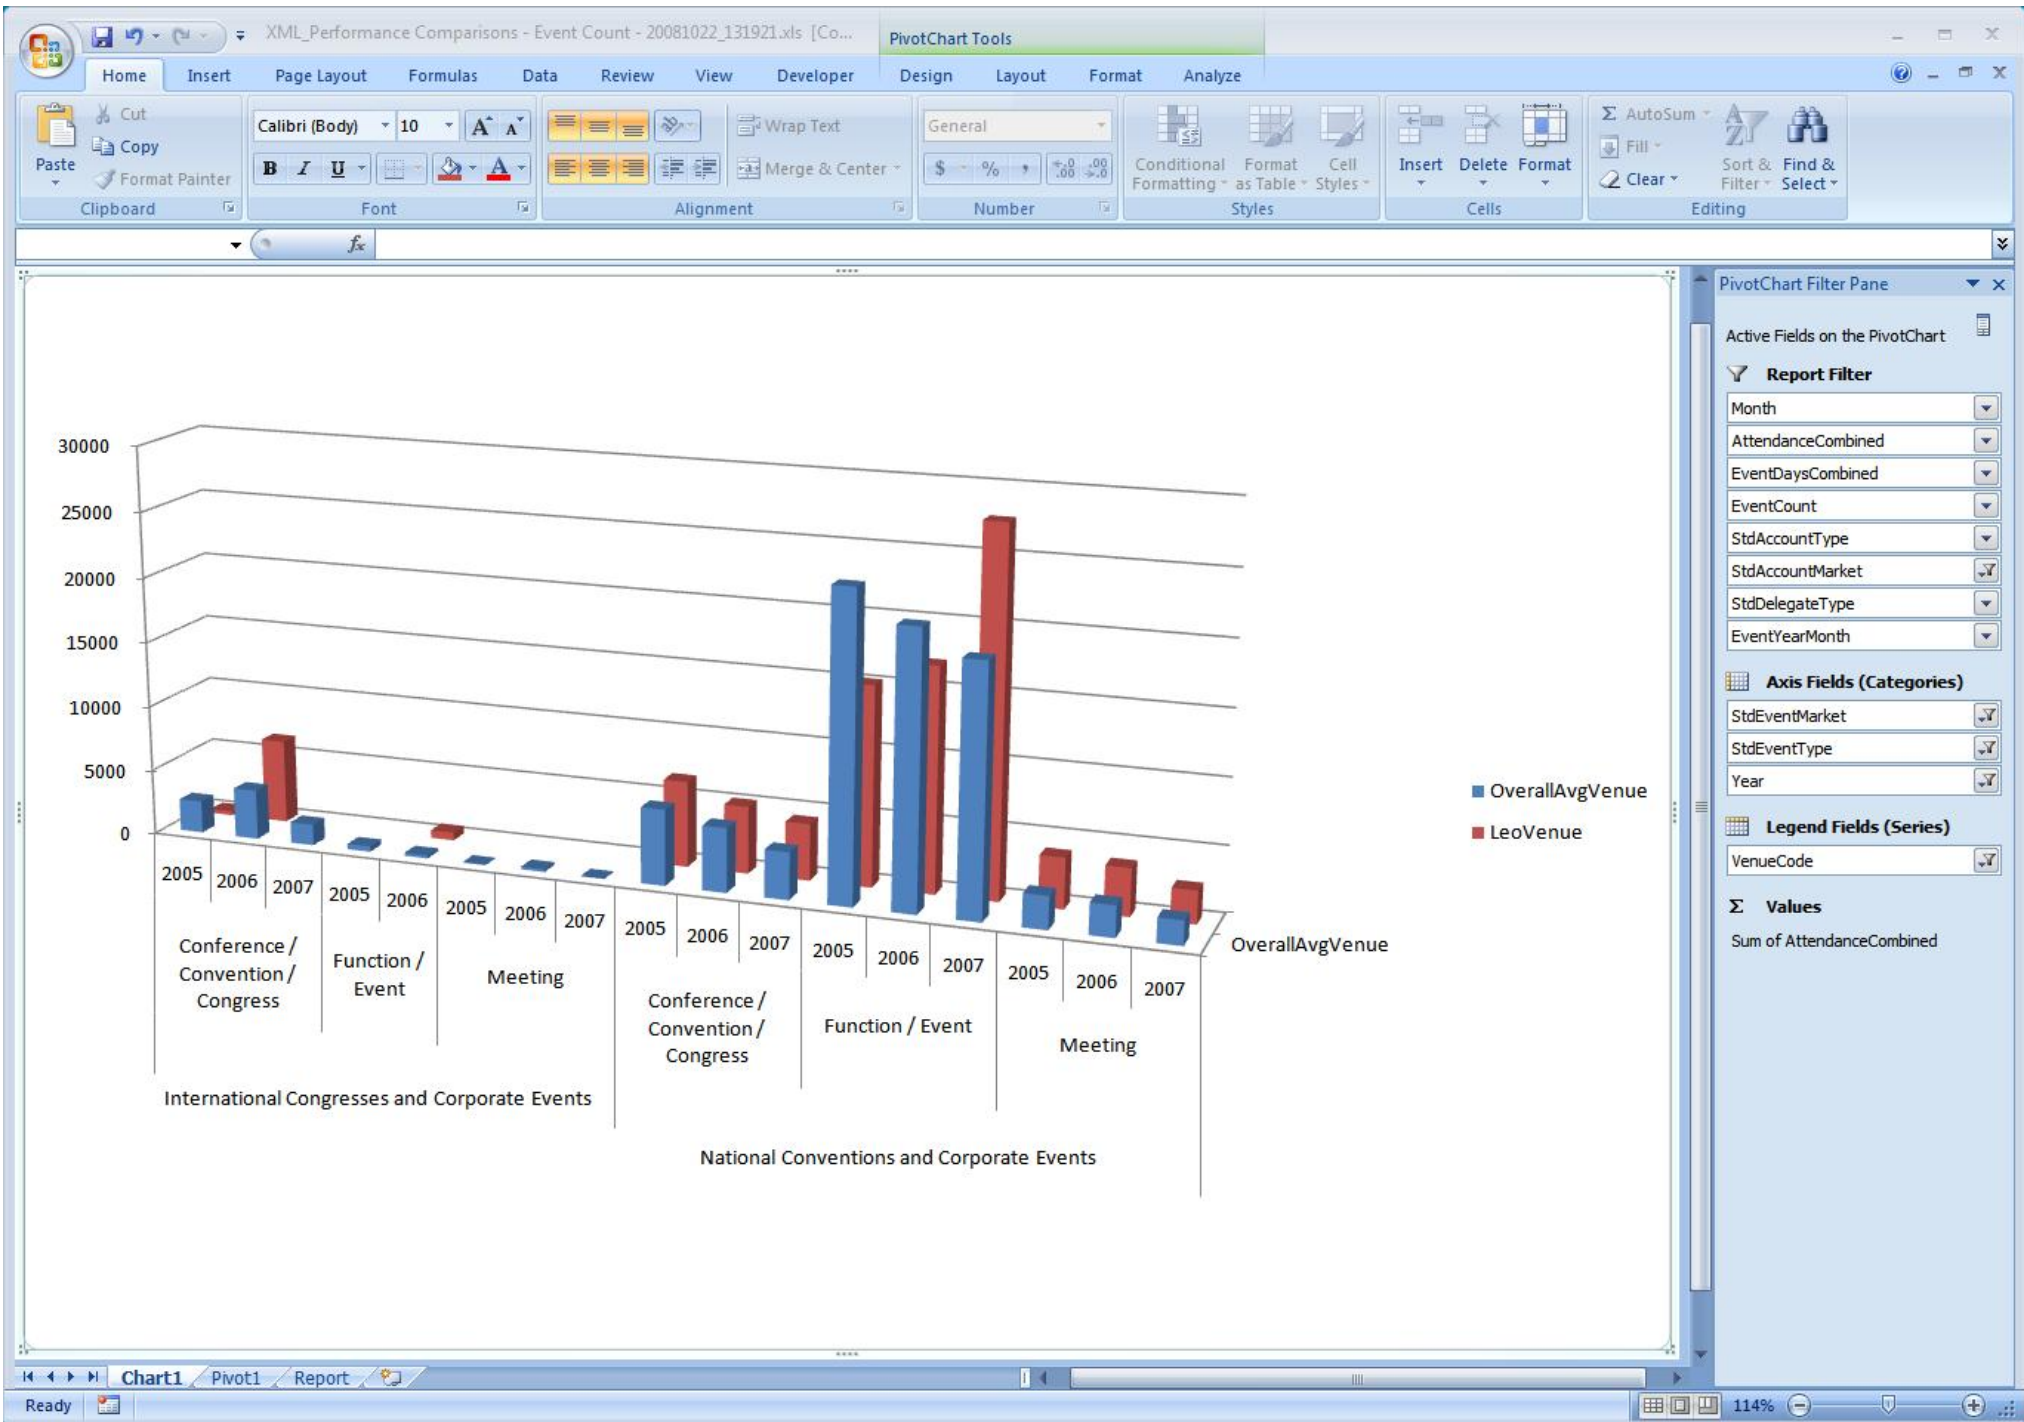 XML_Performance Comparisons - Event Count - 20081022_131921.xls [Co...
PivotChart Tools
Home Insert Page Layout Formulas Data Review View Developer Design Layout Format Analyze
Cut
Copy
Format Painter
Paste
Clipboard
Calibri (Body) 10 A A
B I U A
Font
Wrap Text
Merge & Center
Alignment
General
$ % , .0 .00 .00 .0
Number
Conditional Formatting
Format as Table
Cell Styles
Styles
Insert Delete Format
Cells
Σ AutoSum
Fill
Clear
Sort & Filter
Find & Select
Editing
fx
30000
25000
20000
15000
10000
5000
0
2005 2006 2007 2005 2006 2005 2006 2007 2005 2006 2007 2005 2006 2007 2005 2006 2007
Conference /
Convention /
Congress
Function /
Event
Meeting
Conference /
Convention /
Congress
Function / Event
Meeting
International Congresses and Corporate Events
National Conventions and Corporate Events
OverallAvgVenue
OverallAvgVenue
LeoVenue
PivotChart Filter Pane
Active Fields on the PivotChart
Report Filter
Month
AttendanceCombined
EventDaysCombined
EventCount
StdAccountType
StdAccountMarket
StdDelegateType
EventYearMonth
Axis Fields (Categories)
StdEventMarket
StdEventType
Year
Legend Fields (Series)
VenueCode
Σ Values
Sum of AttendanceCombined
Chart1 Pivot1 Report
Ready
114%